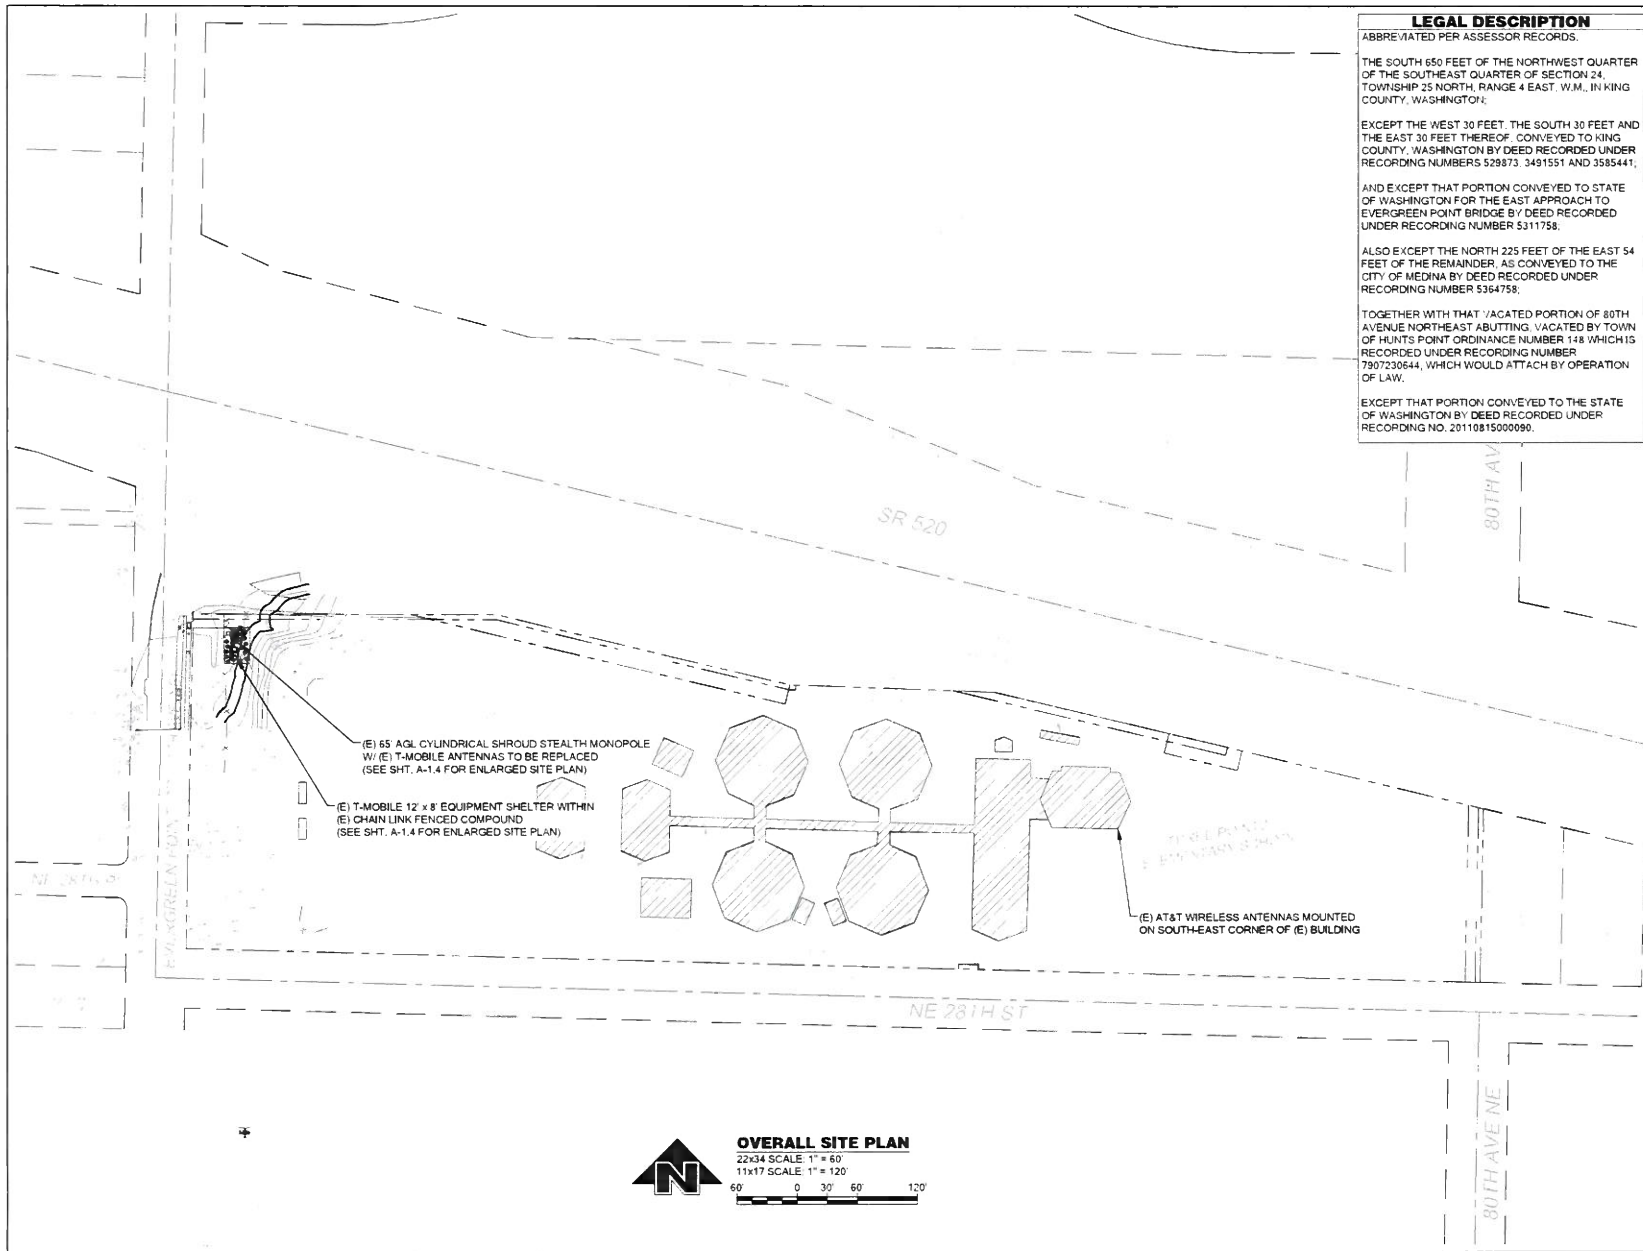 LEGAL DESCRIPTION
ABBREVIATED PER ASSESSOR RECORDS.
THE SOUTH 650 FEET OF THE NORTHWEST QUARTER
OF THE SOUTHEAST QUARTER OF SECTION 24,
TOWNSHIP 25 NORTH, RANGE 4 EAST, W.M., IN KING
COUNTY, WASHINGTON;
EXCEPT THE WEST 30 FEET, THE SOUTH 30 FEET AND
THE EAST 30 FEET THEREOF, CONVEYED TO KING
COUNTY, WASHINGTON BY DEED RECORDED UNDER
RECORDING NUMBERS 529873, 3491551 AND 3585441;
AND EXCEPT THAT PORTION CONVEYED TO STATE
OF WASHINGTON FOR THE EAST APPROACH TO
EVERGREEN POINT BRIDGE BY DEED RECORDED
UNDER RECORDING NUMBER 5311758;
ALSO EXCEPT THE NORTH 225 FEET OF THE EAST 54
FEET OF THE REMAINDER, AS CONVEYED TO THE
CITY OF MEDINA BY DEED RECORDED UNDER
RECORDING NUMBER 5364758;
TOGETHER WITH THAT VACATED PORTION OF 80TH
AVENUE NORTHEAST ABUTTING, VACATED BY TOWN
OF HUNTS POINT ORDINANCE NUMBER 148 WHICH IS
RECORDED UNDER RECORDING NUMBER
7907230644, WHICH WOULD ATTACH BY OPERATION
OF LAW.
EXCEPT THAT PORTION CONVEYED TO THE STATE
OF WASHINGTON BY DEED RECORDED UNDER
RECORDING NO. 20110815000090.
80TH AV
SR 520
(E) 65' AGL CYLINDRICAL SHROUD STEALTH MONOPOLE
W/ (E) T-MOBILE ANTENNAS TO BE REPLACED
(SEE SHT. A-1.4 FOR ENLARGED SITE PLAN)
(E) T-MOBILE 12' x 8' EQUIPMENT SHELTER WITHIN
(E) CHAIN LINK FENCED COMPOUND
(SEE SHT. A-1.4 FOR ENLARGED SITE PLAN)
ELEMENTARY SCHOOL
(E) AT&T WIRELESS ANTENNAS MOUNTED
ON SOUTH-EAST CORNER OF (E) BUILDING
NE 28TH
EVERGREEN POINT
NE 28TH ST
80TH AVE NE
N
OVERALL SITE PLAN
22x34 SCALE: 1" = 60'
11x17 SCALE: 1" = 120'
60' 0 30' 60' 120'